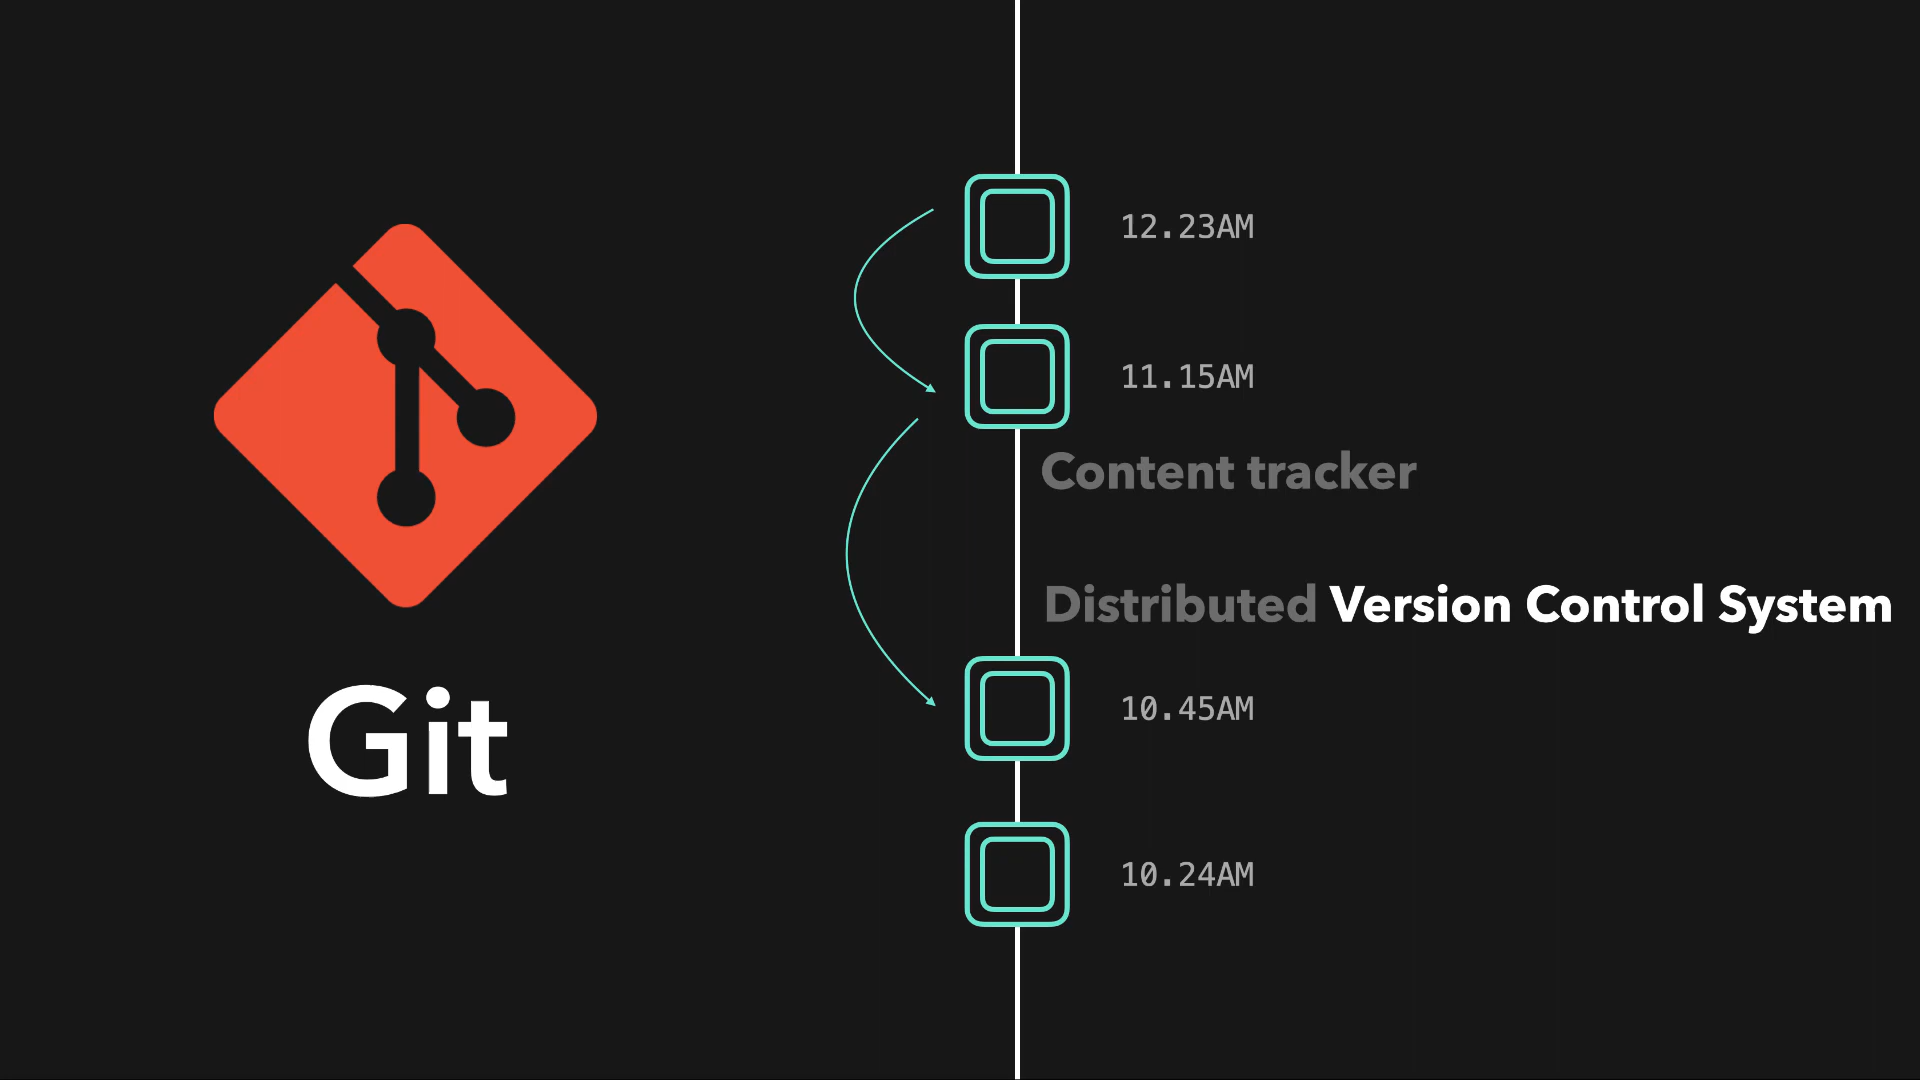 Git
12.23AM
11.15AM
Content tracker
Distributed Version Control System
10.45AM
10.24AM